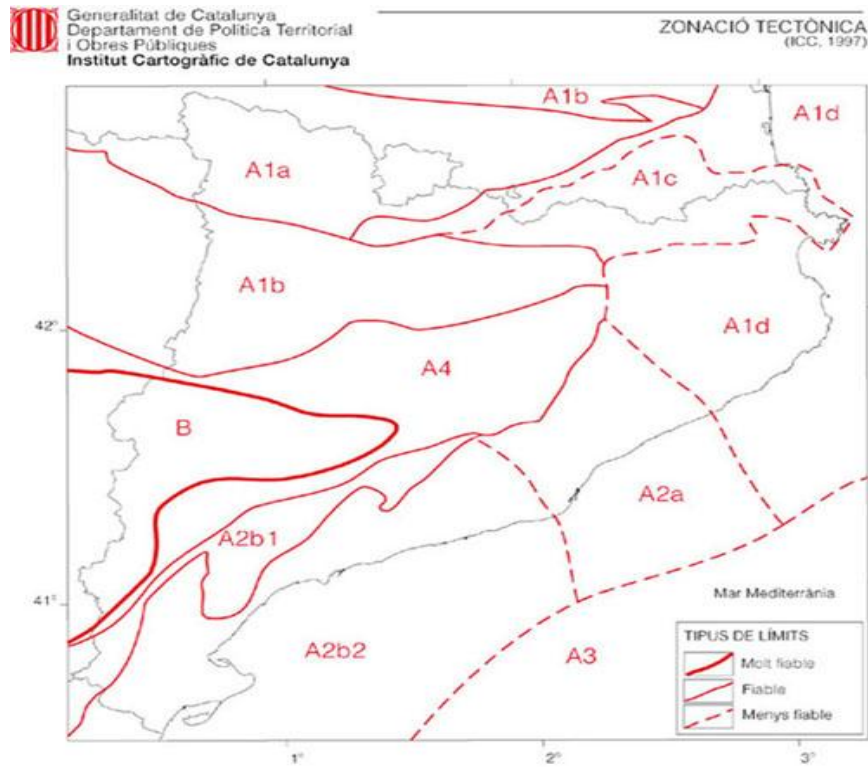 Generalitat de Catalunya
Departament de Política Territorial
i Obres Públiques
Institut Cartogràfic de Catalunya
ZONACIÓ TECTÒNICA
(ICC, 1997)
A1b
A1d
A1a
A1c
A1b
42°
A1d
A4
B
A2a
A2b1
41°
Mar Mediterrània
A2b2
A3
TIPUS DE LÍMITS
Molt fiable
Fiable
Menys fiable
1°
2°
3°